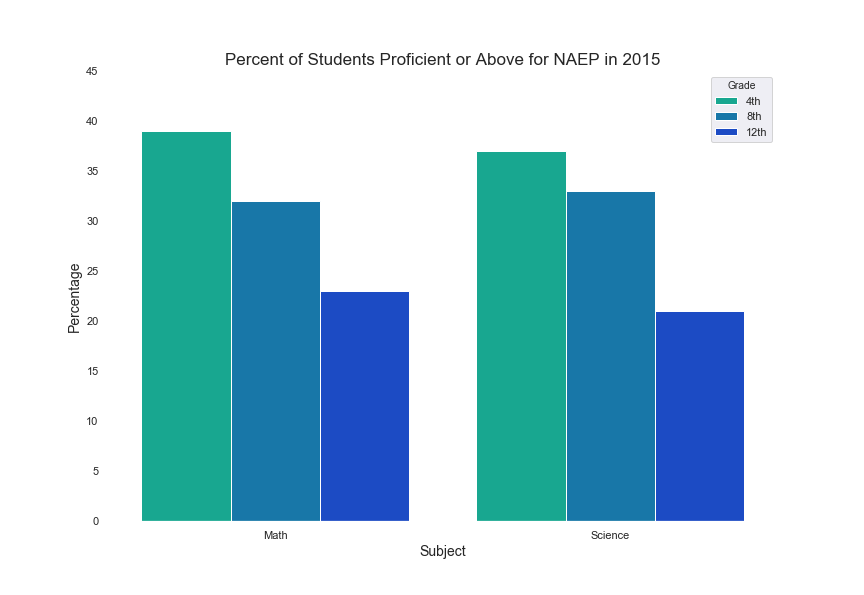 Percent of Students Proficient or Above for NAEP in 2015
45
40
35
30
25
20
15
10
5
0
Percentage
Grade
4th
8th
12th
Math
Science
Subject